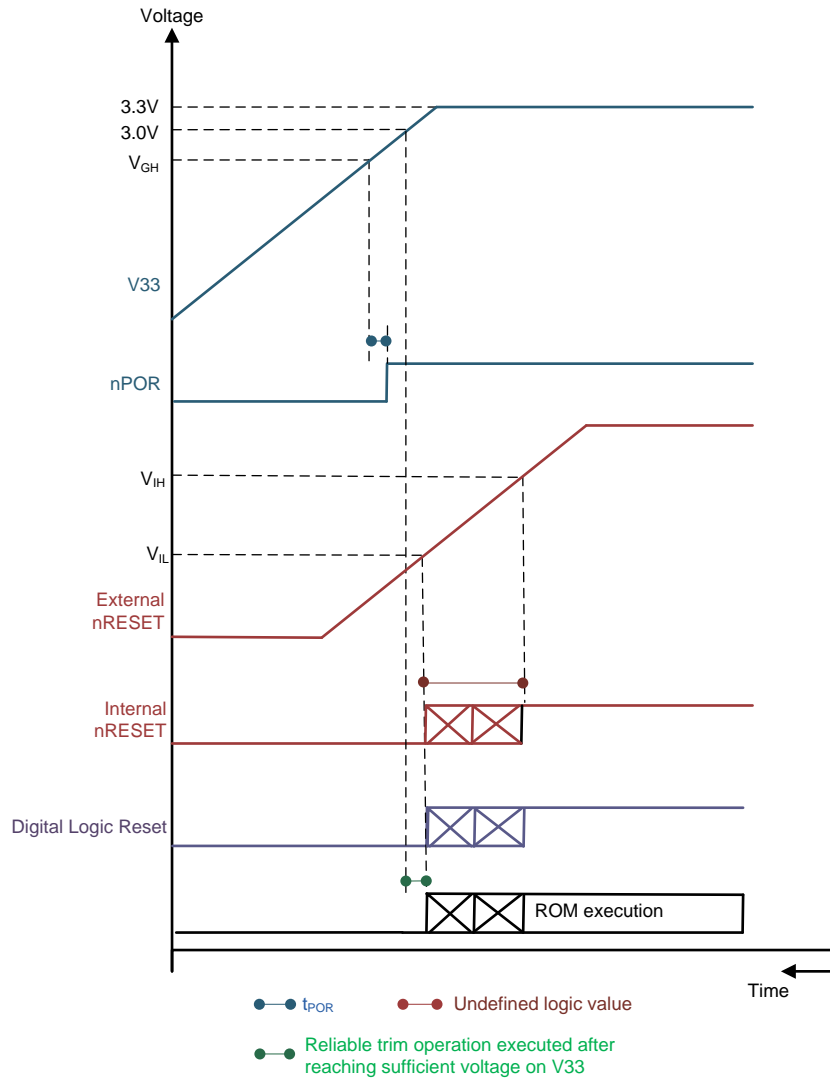 Voltage
3.3V
3.0V
VGH
V33
nPOR
VIH
VIL
External
nRESET
Internal
nRESET
Digital Logic Reset
ROM execution
Time
tPOR
Undefined logic value
Reliable trim operation executed after
reaching sufficient voltage on V33